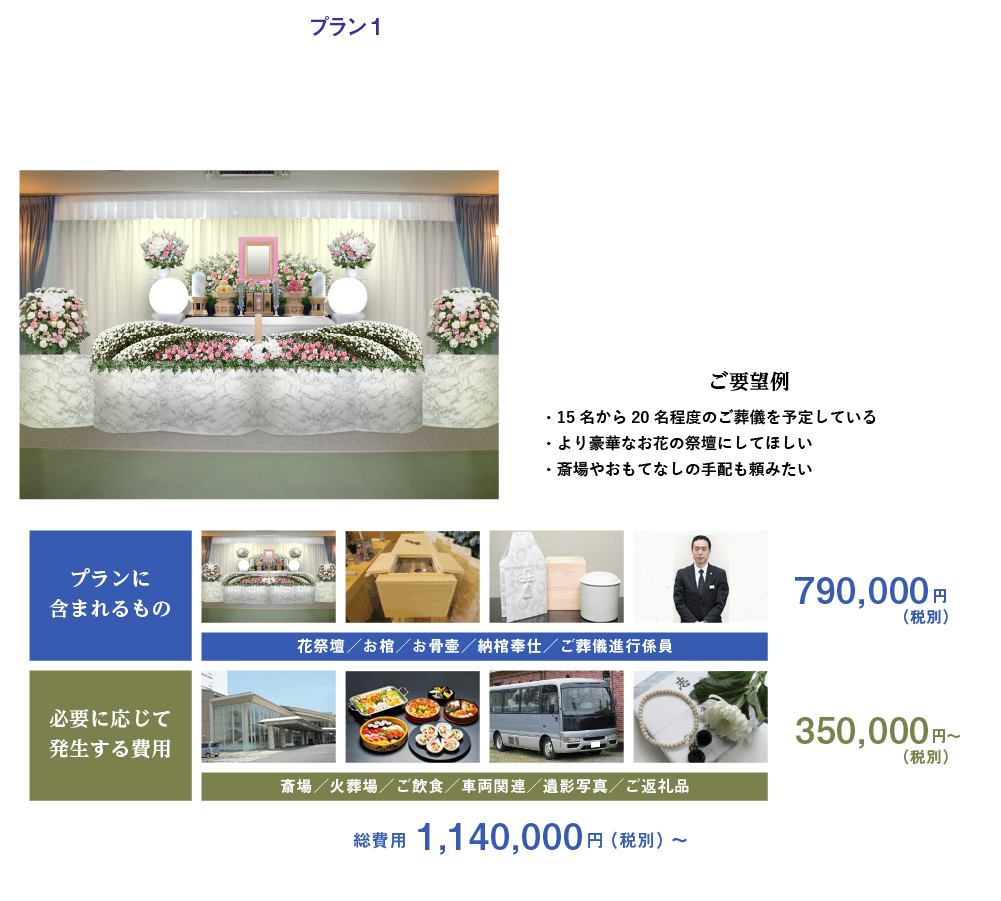 プラン1
ご要望例
・15名から20名程度のご葬儀を予定している
・より豪華なお花の祭壇にしてほしい
・斎場やおもてなしの手配も頼みたい
プランに
含まれるもの
花祭壇／お棺／お骨壷／納棺奉仕／ご葬儀進行係員
790,000円
（税別）
必要に応じて
発生する費用
志
斎場／火葬場／ご飲食／車両関連／遺影写真／ご返礼品
350,000円〜
（税別）
総費用 1,140,000円（税別）〜